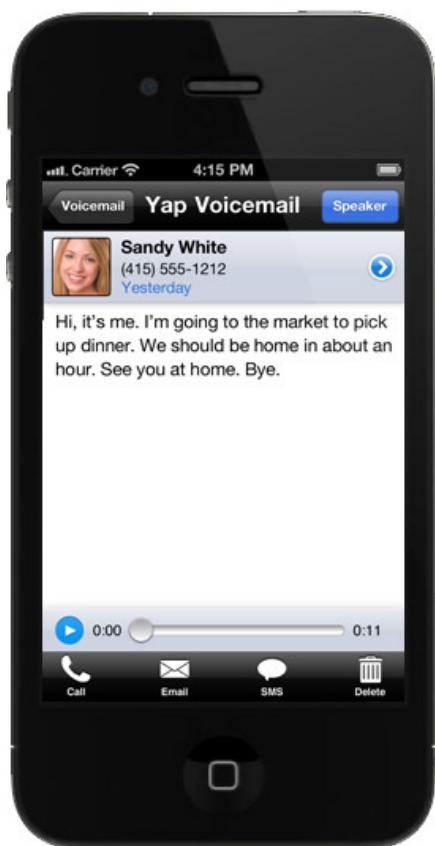 Carrier 4:15 PM
Voicemail Yap Voicemail Speaker
Sandy White
(415) 555-1212
Yesterday
Hi, it's me. I'm going to the market to pick
up dinner. We should be home in about an
hour. See you at home. Bye.
0:00 0:11
Call Email SMS Delete